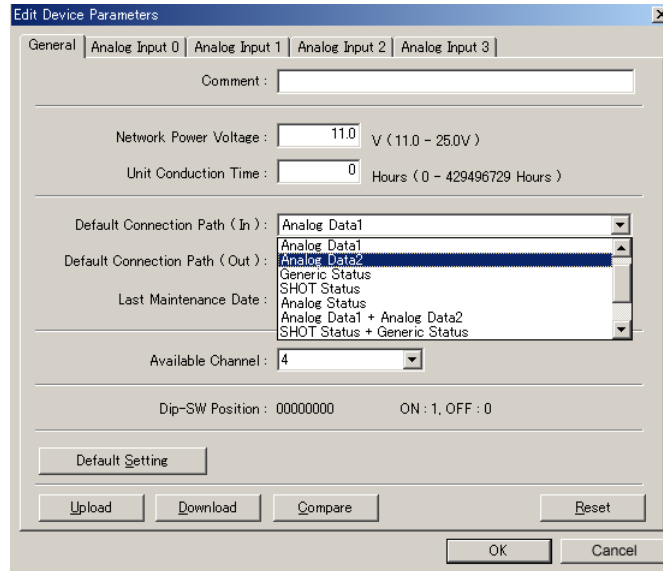 Edit Device Parameters
General Analog Input 0 Analog Input 1 Analog Input 2 Analog Input 3
Comment :
Network Power Voltage : 11.0 V ( 11.0 - 25.0V )
Unit Conduction Time : 0 Hours ( 0 - 429496729 Hours )
Default Connection Path ( In ) : Analog Data1
Analog Data1
Default Connection Path ( Out ) : Analog Data2
Generic Status
SHOT Status
Last Maintenance Date : Analog Status
Analog Data1 + Analog Data2
SHOT Status + Generic Status
Available Channel : 4
Dip-SW Position : 00000000 ON : 1, OFF : 0
Default Setting
Upload Download Compare Reset
OK Cancel